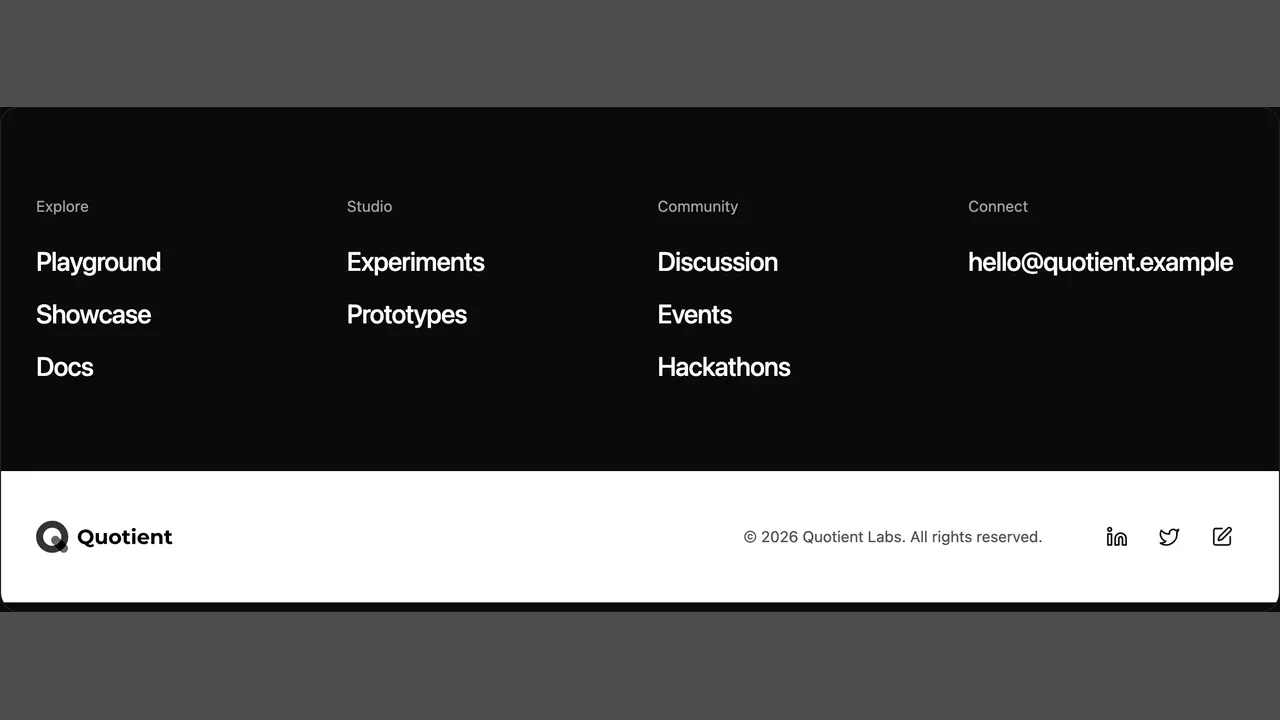 Explore
Playground
Showcase
Docs
Studio
Experiments
Prototypes
Community
Discussion
Events
Hackathons
Connect
hello@quotient.example
Quotient
© 2026 Quotient Labs. All rights reserved.